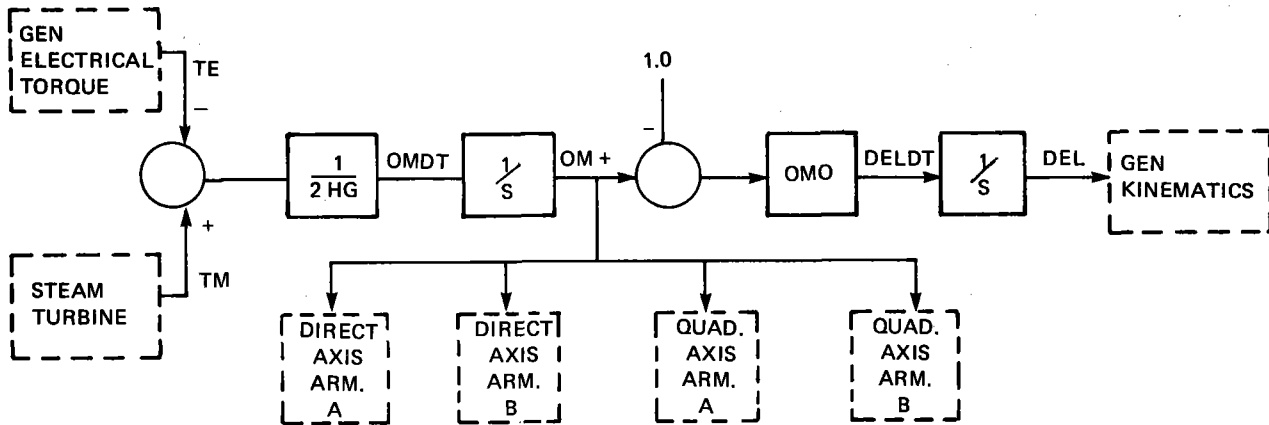 GEN
ELECTRICAL
TORQUE
TE
−
1.0
−
1
2 HG
OMDT
1/S
OM +
OMO
DELDT
1/S
DEL
GEN
KINEMATICS
+
TM
STEAM
TURBINE
DIRECT
AXIS
ARM.
A
DIRECT
AXIS
ARM.
B
QUAD.
AXIS
ARM.
A
QUAD.
AXIS
ARM.
B